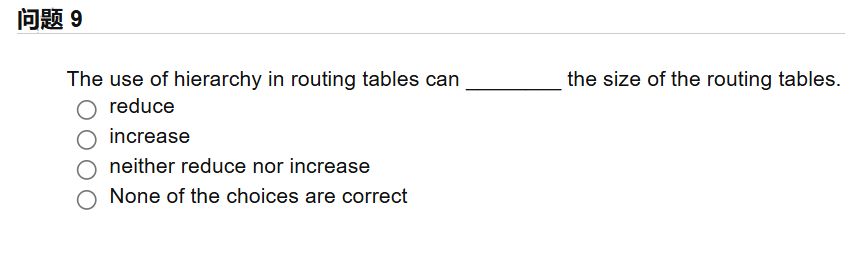 问题 9
The use of hierarchy in routing tables can _________ the size of the routing tables.
reduce
increase
neither reduce nor increase
None of the choices are correct